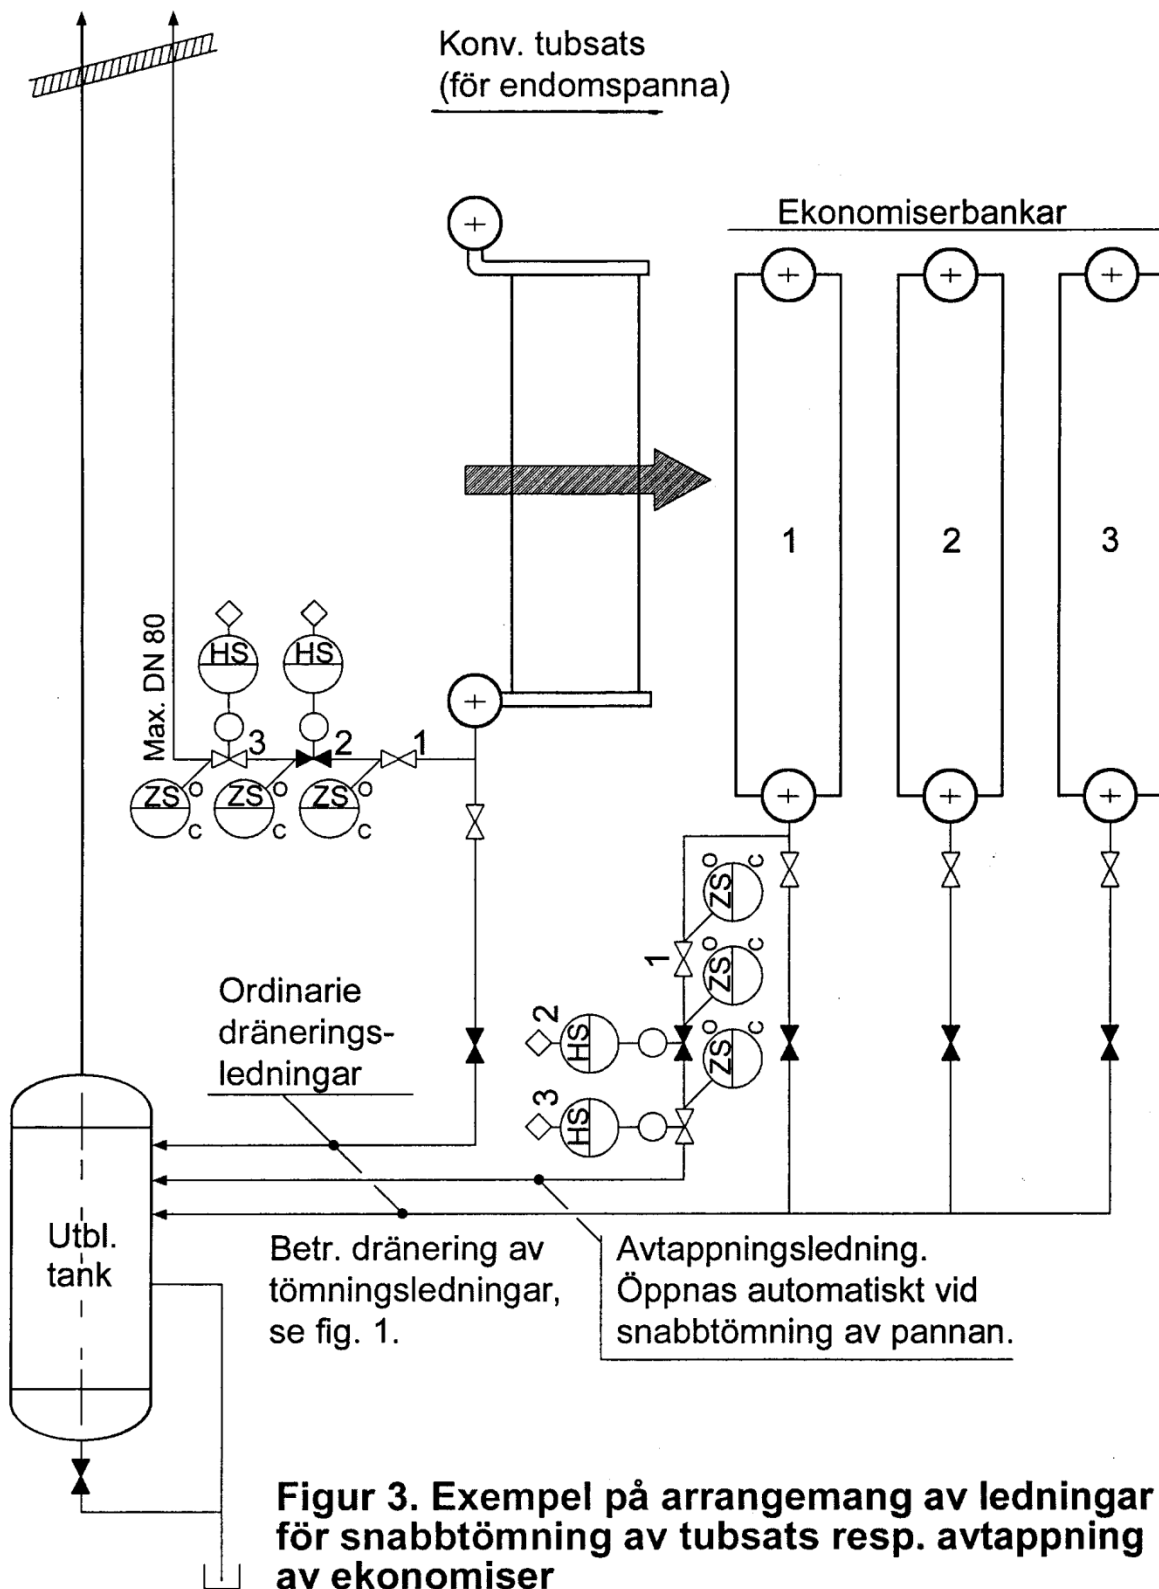 Konv. tubsats
(för endomspanna)
Ekonomiserbankar
1
2
3
Max. DN 80
HS
HS
3
2
1
ZS
O
C
ZS
O
C
ZS
O
C
ZS
O
C
1
ZS
O
C
2
HS
ZS
O
C
3
HS
Ordinarie
dränerings-
ledningar
Utbl.
tank
Betr. dränering av
tömningsledningar,
se fig. 1.
Avtappningsledning.
Öppnas automatiskt vid
snabbtömning av pannan.
Figur 3. Exempel på arrangemang av ledningar
för snabbtömning av tubsats resp. avtappning
av ekonomiser